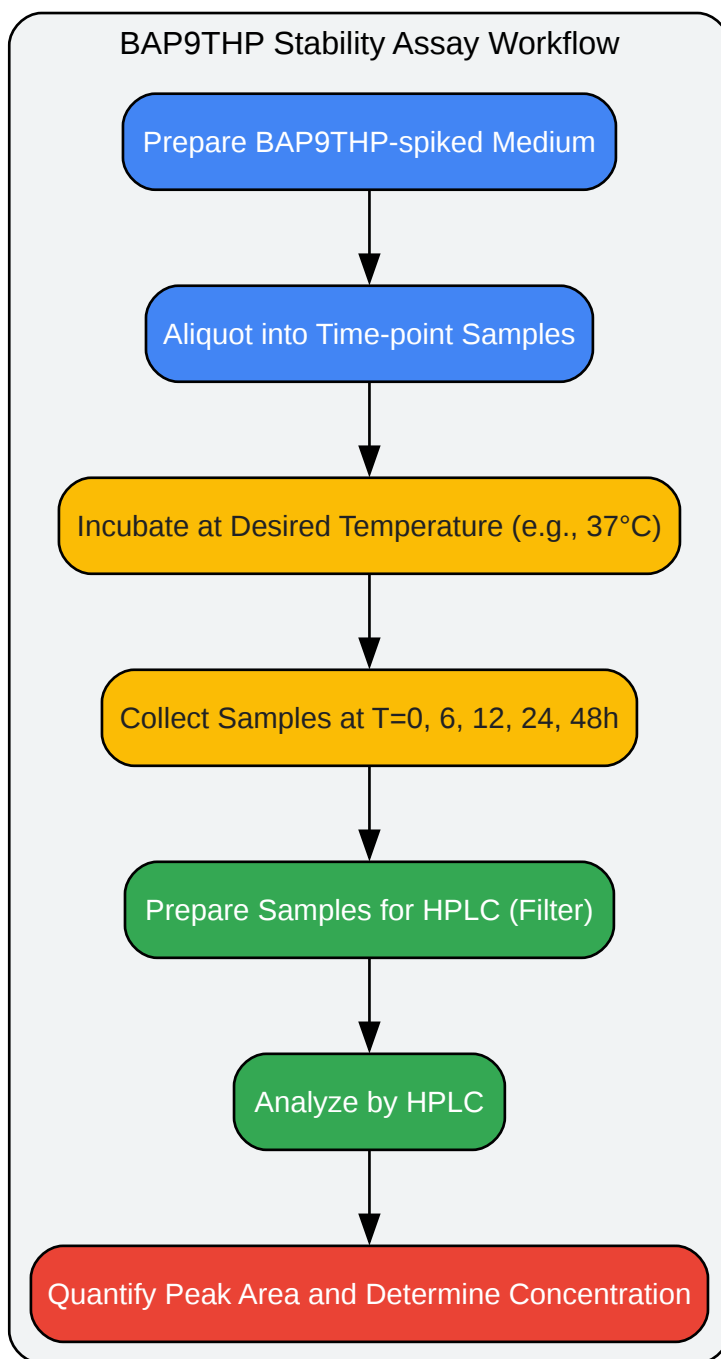 BAP9THP Stability Assay Workflow
Prepare BAP9THP-spiked Medium
Aliquot into Time-point Samples
Incubate at Desired Temperature (e.g., 37°C)
Collect Samples at T=0, 6, 12, 24, 48h
Prepare Samples for HPLC (Filter)
Analyze by HPLC
Quantify Peak Area and Determine Concentration